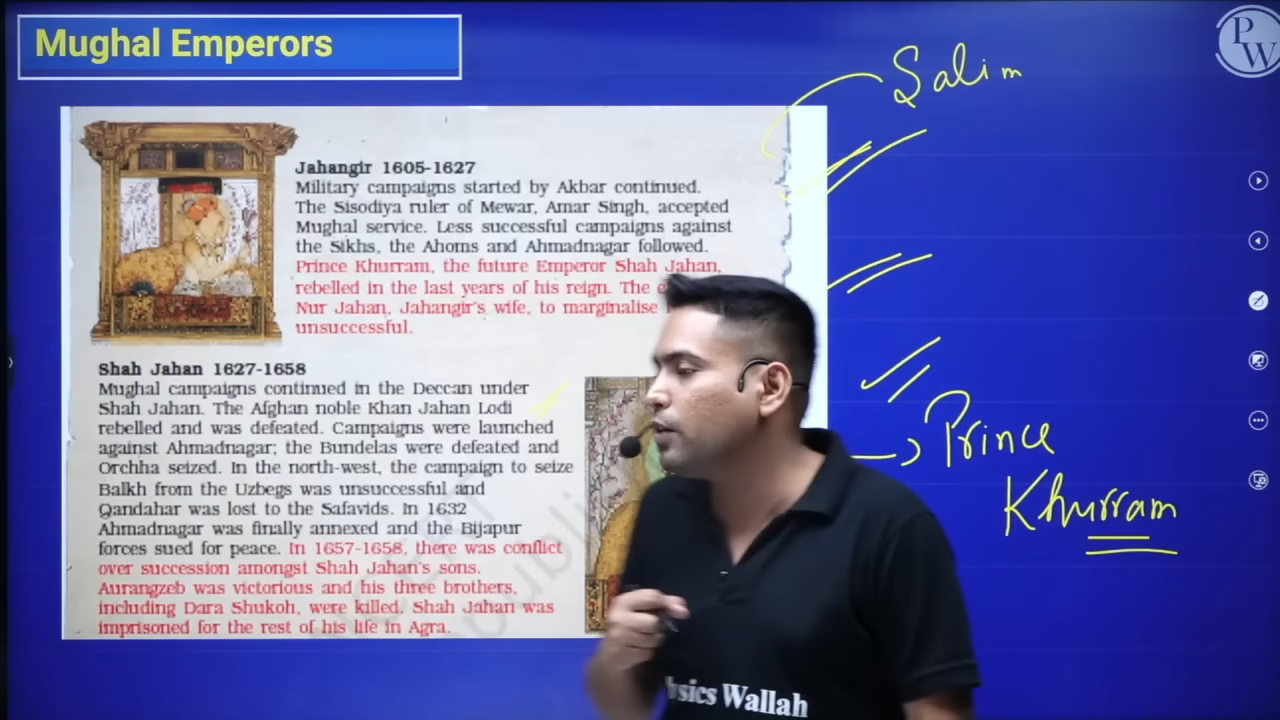 Mughal Emperors
PW
Salim
Jahangir 1605-1627
Military campaigns started by Akbar continued.
The Sisodiya ruler of Mewar, Amar Singh, accepted
Mughal service. Less successful campaigns against
the Sikhs, the Ahoms and Ahmadnagar followed.
Prince Khurram, the future Emperor Shah Jahan,
rebelled in the last years of his reign. The
Nur Jahan, Jahangir's wife, to marginalise
unsuccessful.
Shah Jahan 1627-1658
Mughal campaigns continued in the Deccan under
Shah Jahan. The Afghan noble Khan Jahan Lodi
rebelled and was defeated. Campaigns were launched
against Ahmadnagar; the Bundelas were defeated and
Orchha seized. In the north-west, the campaign to seize
Balkh from the Uzbegs was unsuccessful and
Qandahar was lost to the Safavids. In 1632
Ahmadnagar was finally annexed and the Bijapur
forces sued for peace. In 1657-1658, there was conflict
over succession amongst Shah Jahan's sons.
Aurangzeb was victorious and his three brothers,
including Dara Shukoh, were killed. Shah Jahan was
imprisoned for the rest of his life in Agra.
Prince
Khurram
Wallah